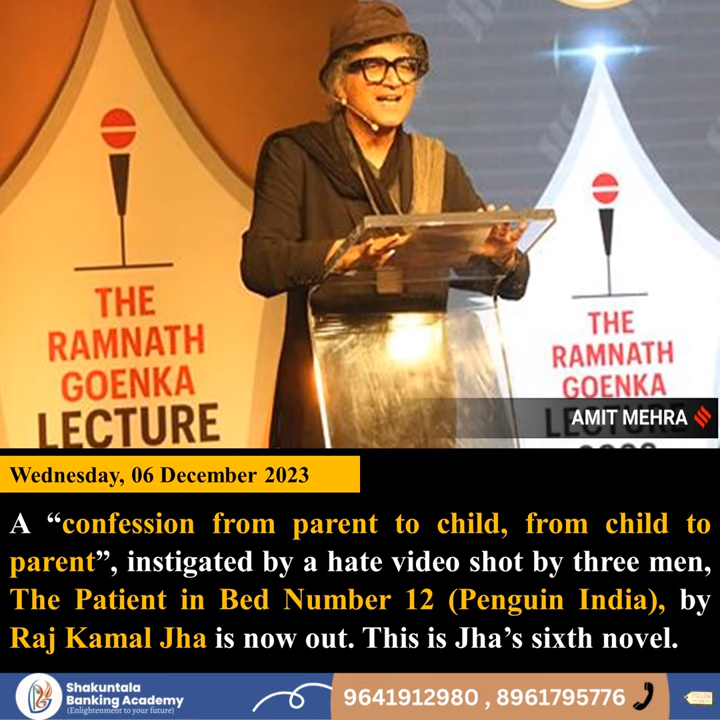 THE
RAMNATH
GOENKA
LECTURE
THE
RAMNATH
GOENKA
LECTURE
AMIT MEHRA
Wednesday, 06 December 2023
A “confession from parent to child, from child to
parent”, instigated by a hate video shot by three men,
The Patient in Bed Number 12 (Penguin India), by
Raj Kamal Jha is now out. This is Jha’s sixth novel.
Shakuntala
Banking Academy
(Enlightenment to your future)
9641912980 , 8961795776